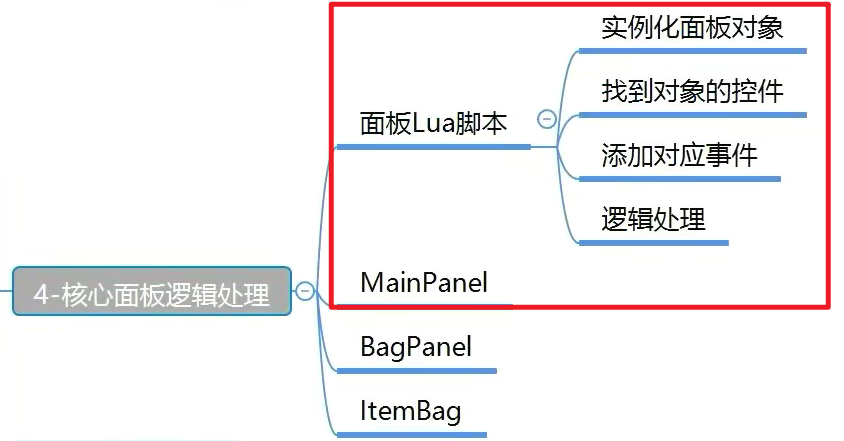 4-核心面板逻辑处理
面板Lua脚本
实例化面板对象
找到对象的控件
添加对应事件
逻辑处理
MainPanel
BagPanel
ItemBag